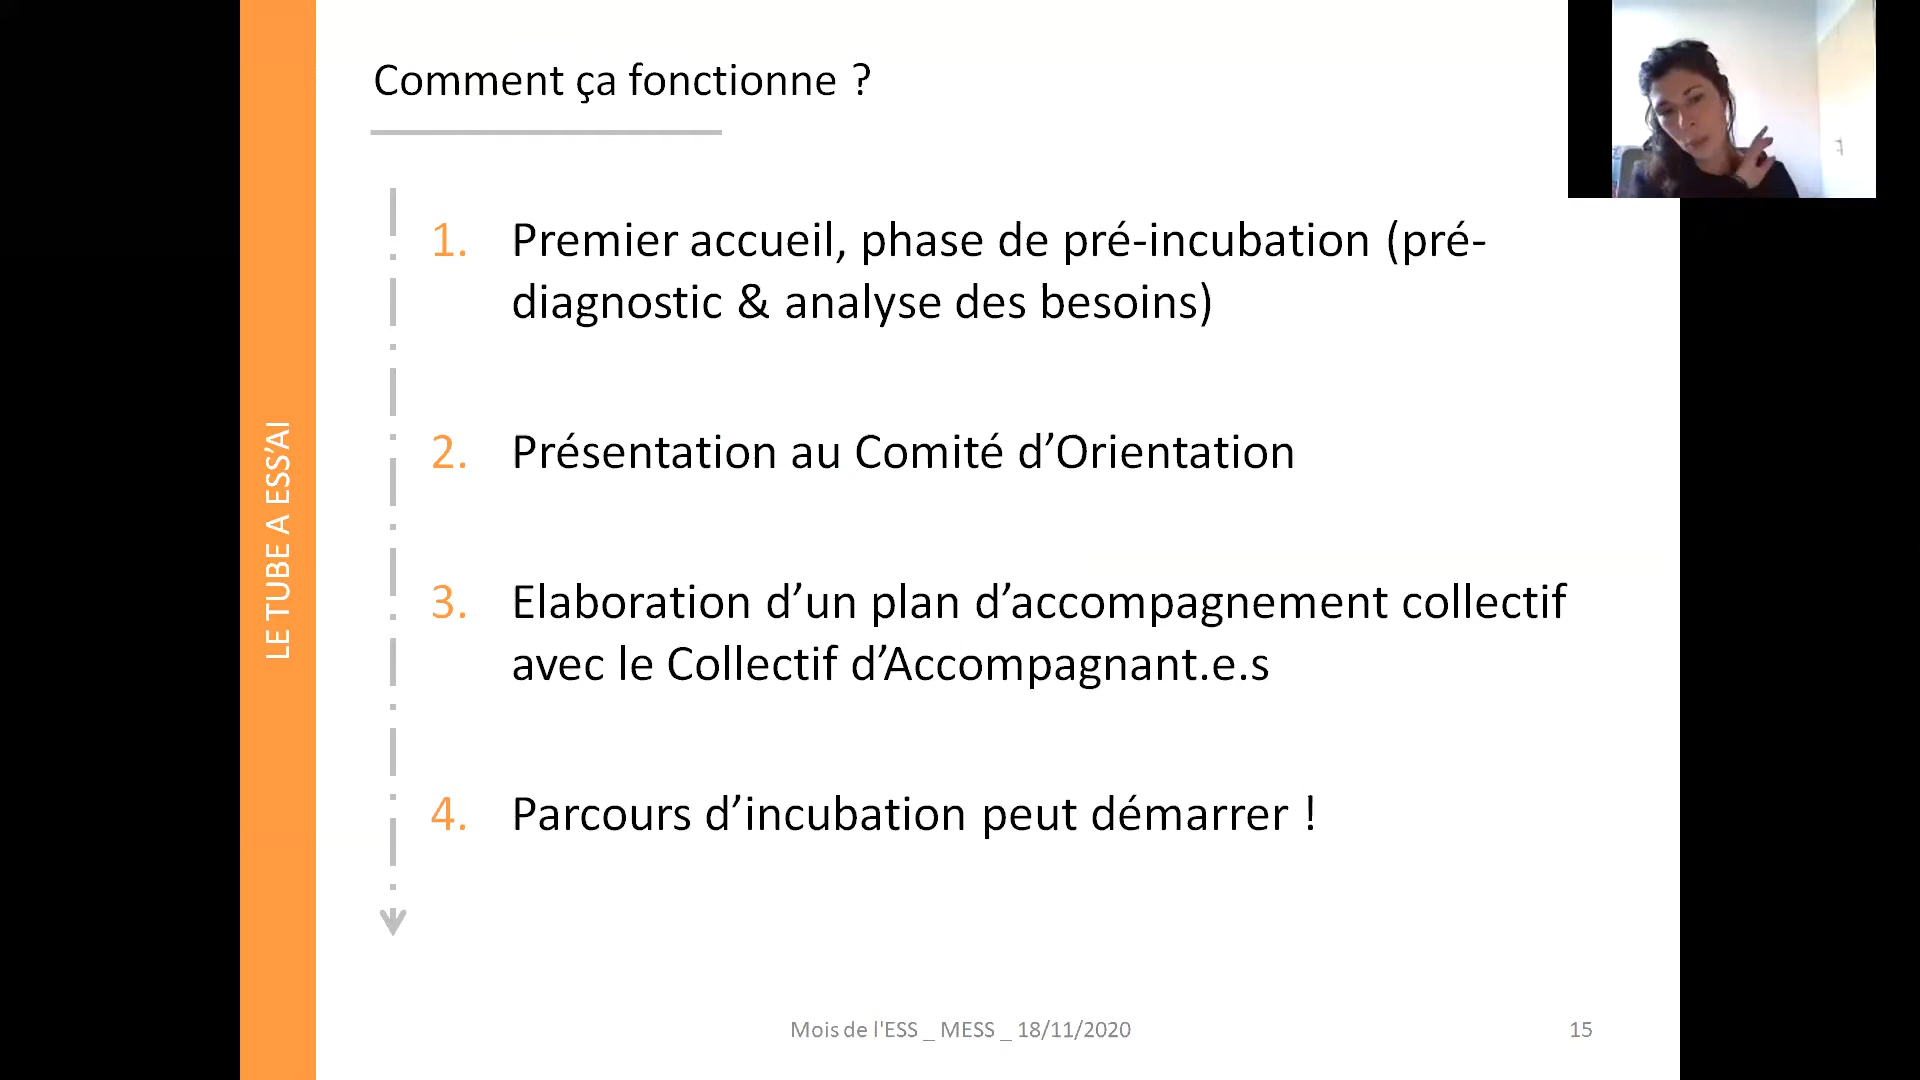 Comment ça fonctionne ?
1. Premier accueil, phase de pré-incubation (pré-
diagnostic & analyse des besoins)
2. Présentation au Comité d’Orientation
3. Elaboration d’un plan d’accompagnement collectif
avec le Collectif d’Accompagnant.e.s
4. Parcours d’incubation peut démarrer !
LE TUBE A ESS’AI
Mois de l'ESS _ MESS _ 18/11/2020
15